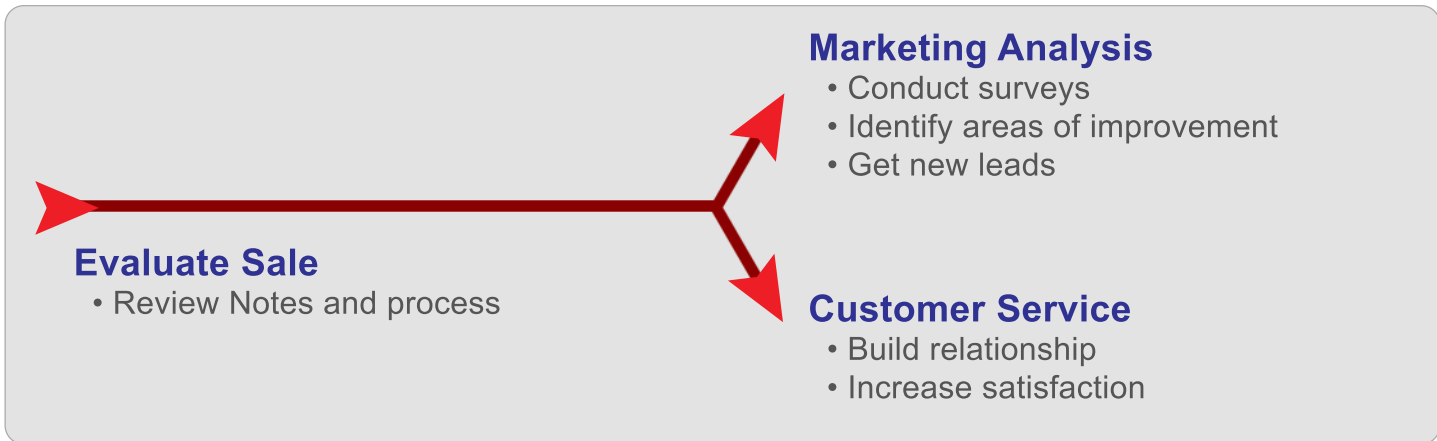 Marketing Analysis
• Conduct surveys
• Identify areas of improvement
• Get new leads
Evaluate Sale
• Review Notes and process
Customer Service
• Build relationship
• Increase satisfaction